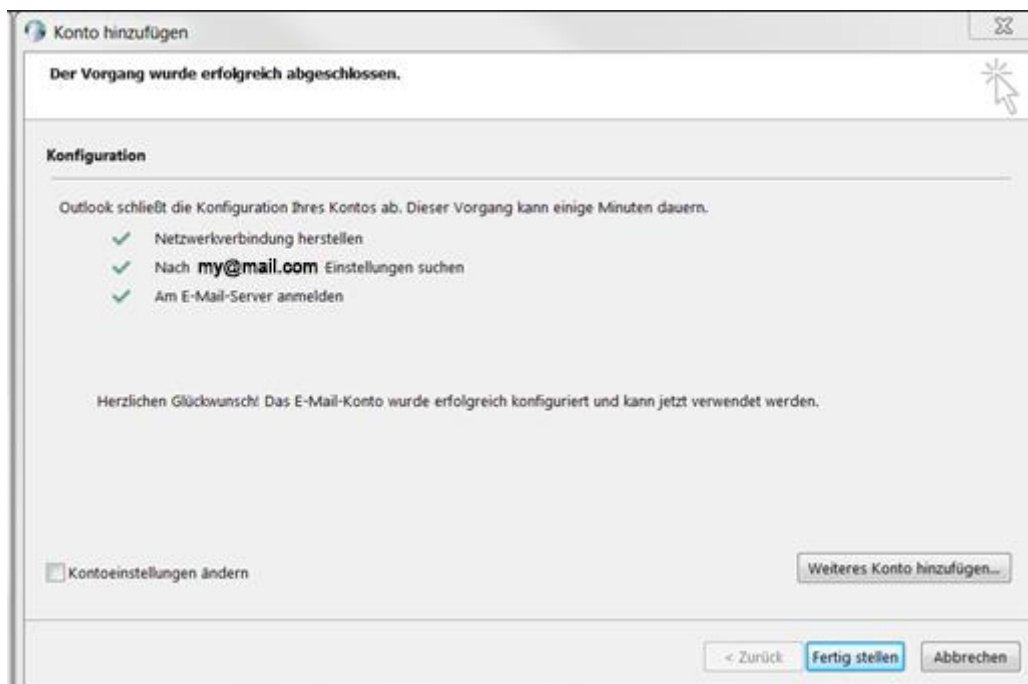 Konto hinzufügen
Der Vorgang wurde erfolgreich abgeschlossen.
Konfiguration
Outlook schließt die Konfiguration Ihres Kontos ab. Dieser Vorgang kann einige Minuten dauern.
Netzwerkverbindung herstellen
Nach my@mail.com Einstellungen suchen
Am E-Mail-Server anmelden
Herzlichen Glückwunsch! Das E-Mail-Konto wurde erfolgreich konfiguriert und kann jetzt verwendet werden.
Kontoeinstellungen ändern
Weiteres Konto hinzufügen...
< Zurück
Fertig stellen
Abbrechen